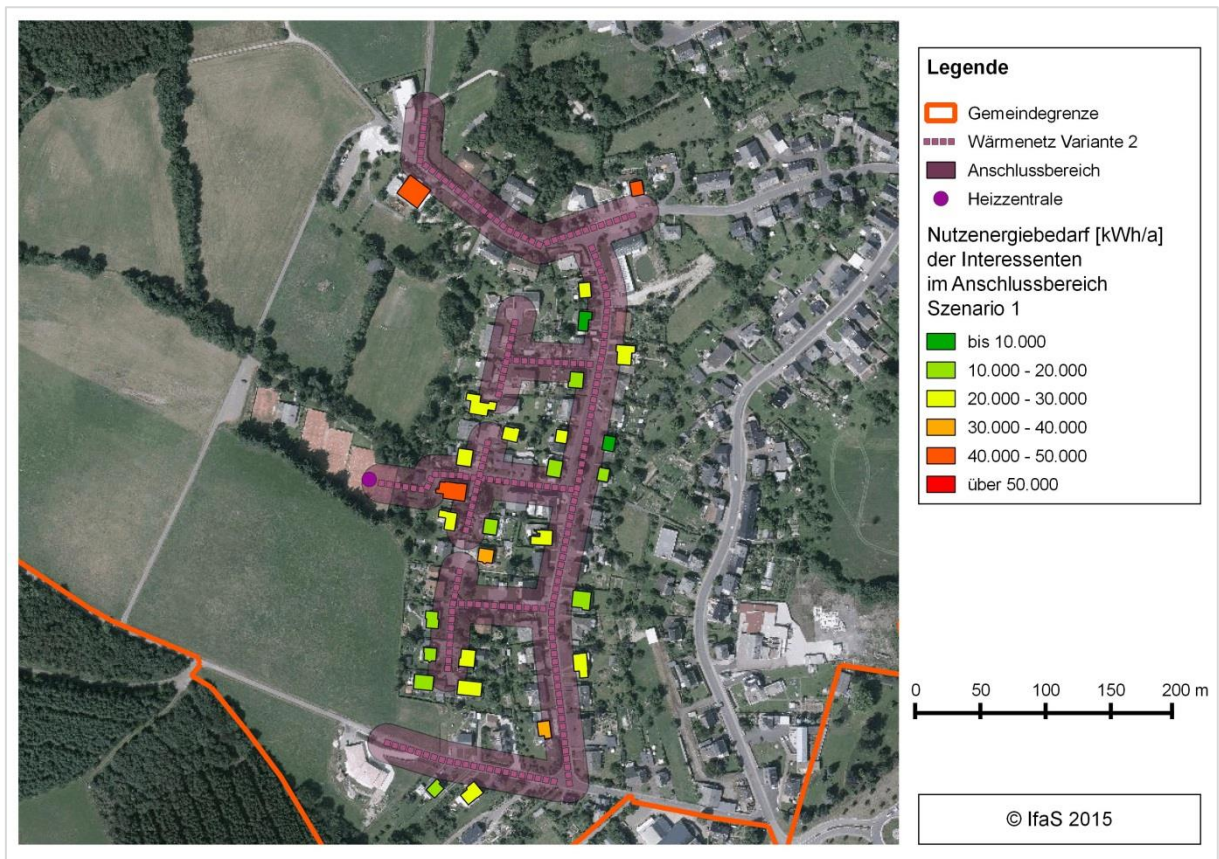 Legende
Gemeindegrenze
Wärmenetz Variante 2
Anschlussbereich
Heizzentrale
Nutzenergiebedarf [kWh/a]
der Interessenten
im Anschlussbereich
Szenario 1
bis 10.000
10.000 - 20.000
20.000 - 30.000
30.000 - 40.000
40.000 - 50.000
über 50.000
0 50 100 150 200 m
© IfaS 2015